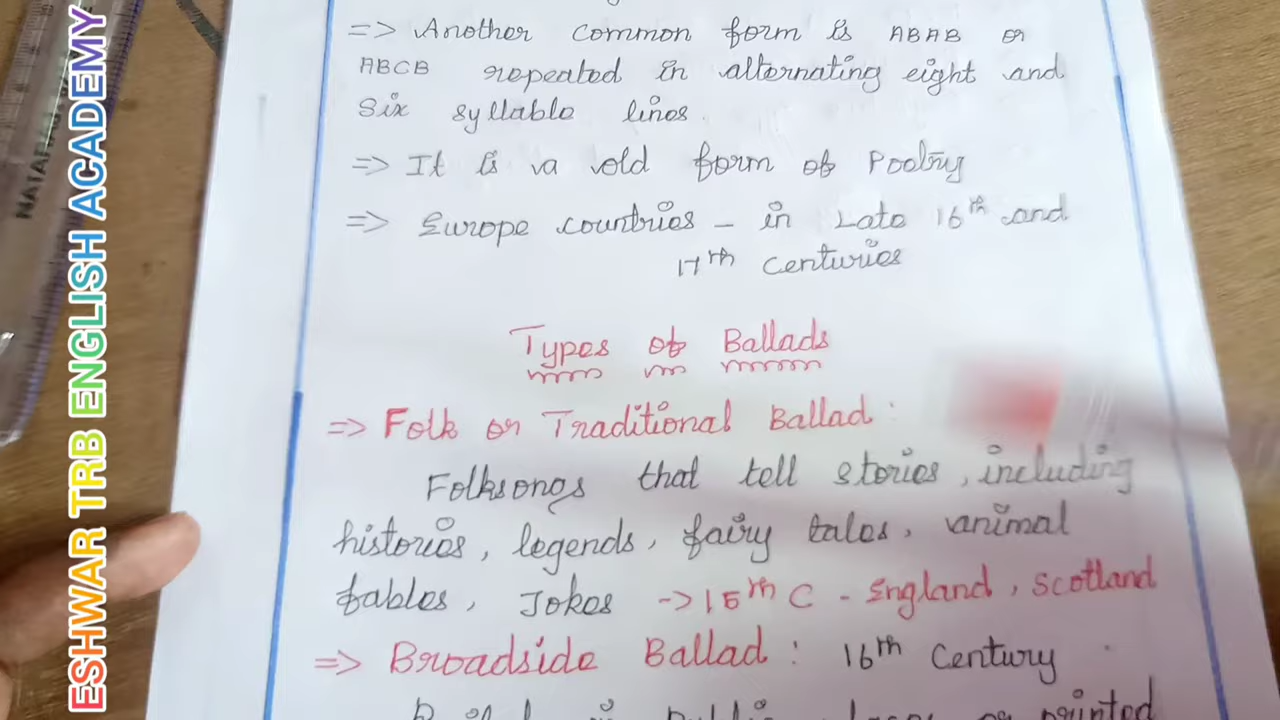 => Another common form is ABAB or
ABCB repeated in alternating eight and
six syllable lines.
=> It is a old form of Poetry
=> Europe countries - in Late 16th and
17th centuries
Types of Ballads
=> Folk or Traditional Ballad :
Folksongs that tell stories, including
histories, legends, fairy tales, animal
fables, Jokes -> 15th C - England, Scotland
=> Broadside Ballad : 16th Century
printed
ESHWAR TRB ENGLISH ACADEMY